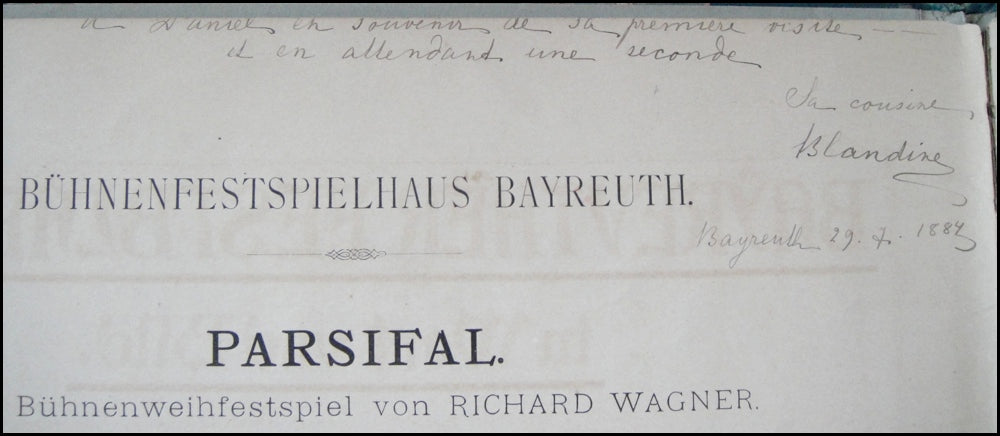 à Daniel en souvenir de sa première visite
et en attendant une seconde
Sa cousine
Blandine
BÜHNENFESTSPIELHAUS BAYREUTH.
Bayreuth 29. 7. 1884
PARSIFAL.
Bühnenweihfestspiel von RICHARD WAGNER.